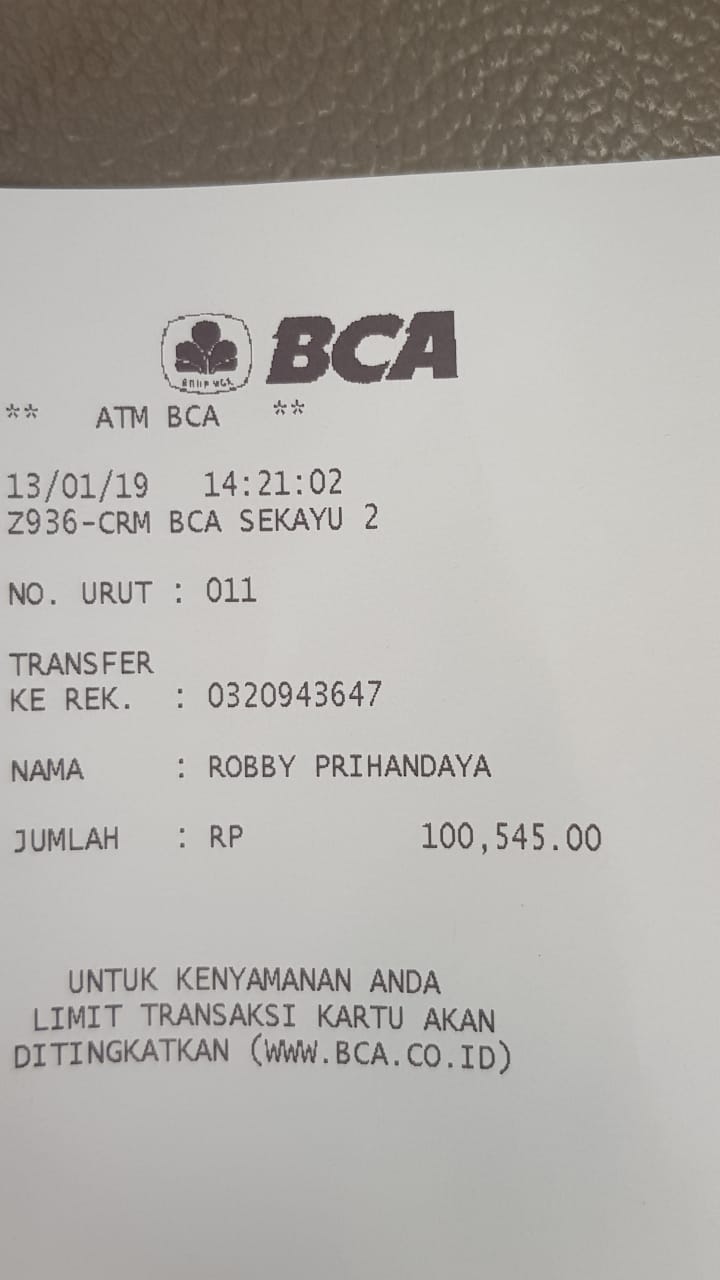 BCA
** ATM BCA **
13/01/19 14:21:02
Z936-CRM BCA SEKAYU 2
NO. URUT : 011
TRANSFER
KE REK. : 0320943647
NAMA : ROBBY PRIHANDAYA
JUMLAH : RP 100,545.00
UNTUK KENYAMANAN ANDA
LIMIT TRANSAKSI KARTU AKAN
DITINGKATKAN (WWW.BCA.CO.ID)